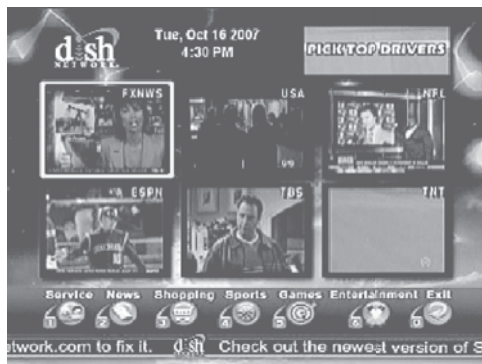 dish
NETWORK.
Tue, Oct 16 2007
4:30 PM
PICK TOP DRIVERS
FXNWS
USA
NFL
ESPN
TBS
TNT
Service News Shopping Sports Games Entertainment Exit
1 2 3 4 5 6 0
twork.com to fix it. dish Check out the newest version of S